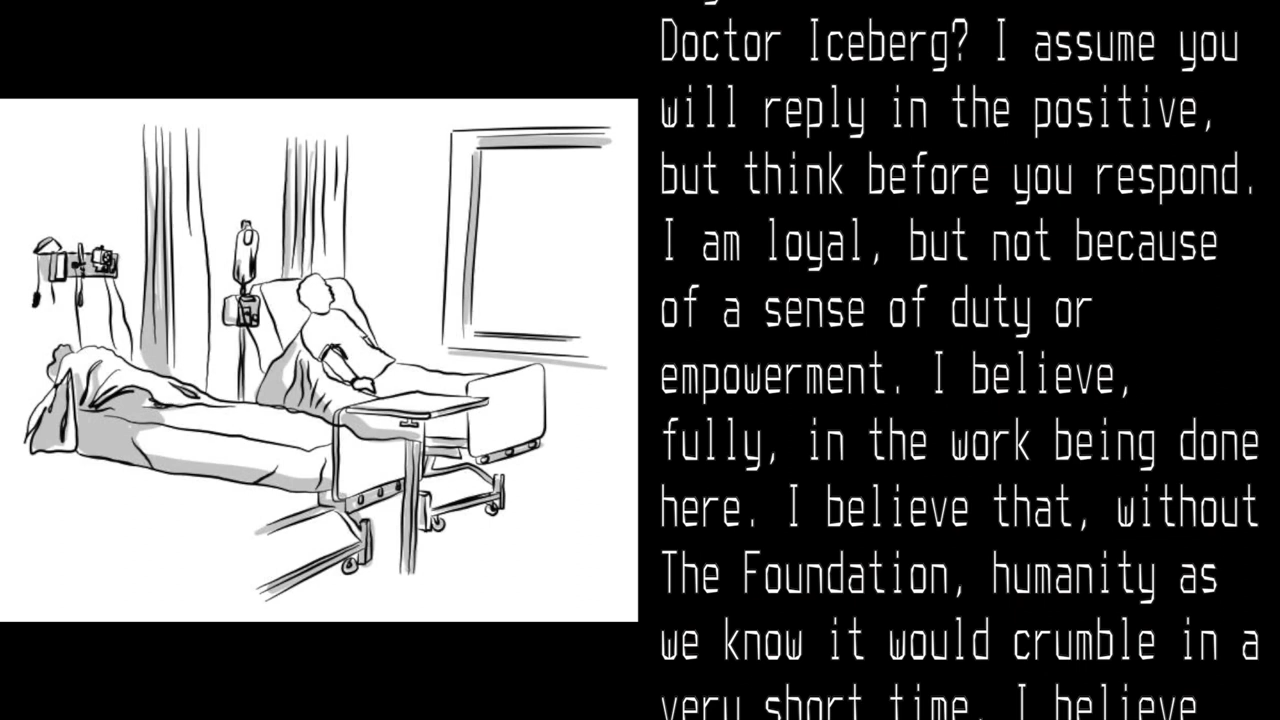 Doctor Iceberg? I assume you
will reply in the positive,
but think before you respond.
I am loyal, but not because
of a sense of duty or
empowerment. I believe,
fully, in the work being done
here. I believe that, without
The Foundation, humanity as
we know it would crumble in a
very short time. I believe